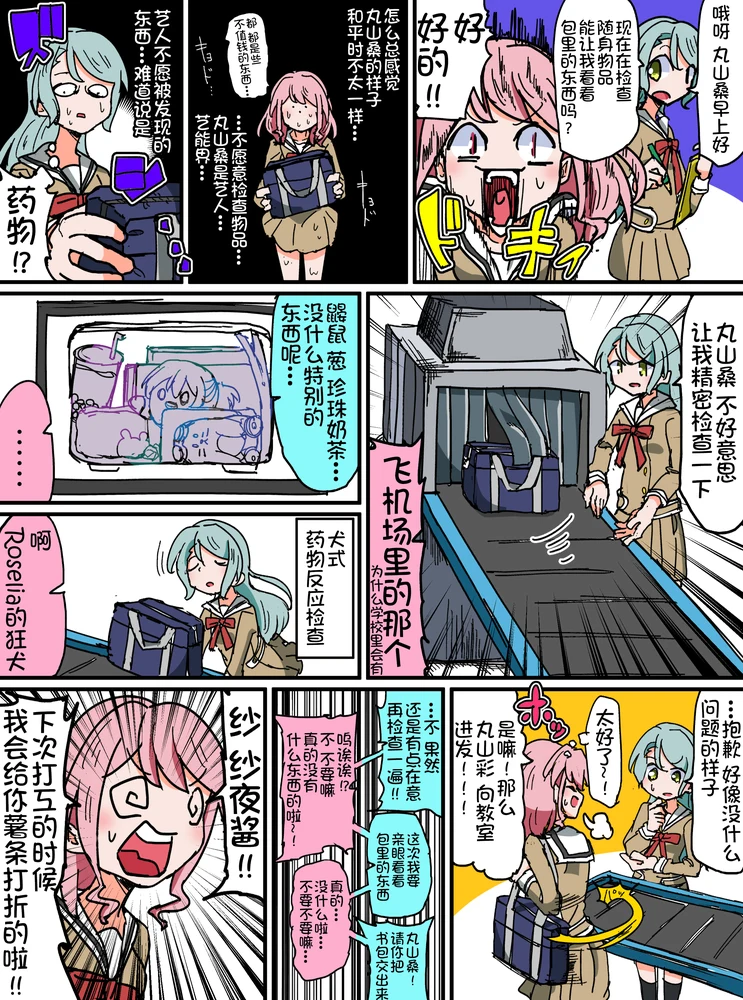 哦呀 丸山桑早上好
现在在检查
随身物品
能让我看看
包里的东西吗?
好
好的!!
ドキィ
怎么总感觉
丸山桑的样子
和平时不太一样…
都 都是些
不值钱的东西…
キョド
…不愿意检查物品…
丸山桑是艺人…
艺能界…
キョド
艺人不愿被发现的
东西…难道说是
药物!?
ズズ
丸山桑 不好意思
让我精密检查一下
飞机场里的那个
为什么学校里会有
鼹鼠 葱 珍珠奶茶…
没什么特别的
东西呢…
……
犬式
药物反应检查
啊
Roselia的狂犬
…抱歉 好像没什么
问题的样子
太好了~!
ホッ
是嘛!那么
丸山彩 向教室
进发!!!
…不 果然
还是有点在意
再检查一遍!!
呜诶诶!?
不 不要嘛
真的没有
什么东西的啦~!
这次我要
亲眼看看
包里的东西
真的…
没什么啦…
不要不要嘛…
丸山桑!
请你把
书包交出来
纱 纱夜酱!!
下次打工的时候
我会给你薯条打折的啦!!